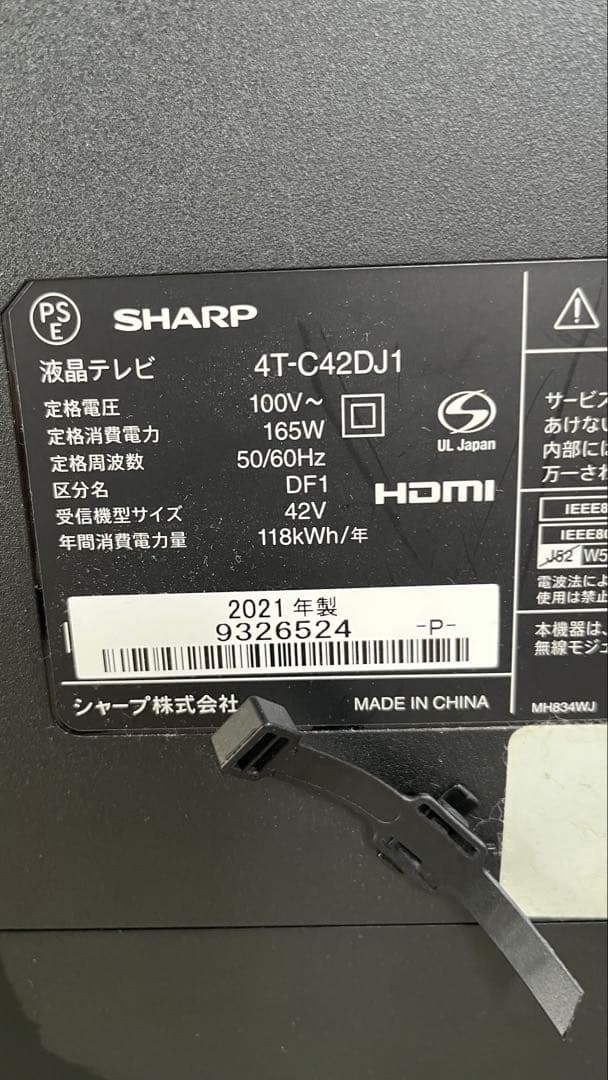 PS
E
SHARP
液晶テレビ 4T-C42DJ1
定格電圧 100V～
定格消費電力 165W
定格周波数 50/60Hz
区分名 DF1
受信機型サイズ 42V
年間消費電力量 118kWh/年
UL Japan
HDMI
2021 年製
9326524 -P-
シャープ株式会社 MADE IN CHINA
サービス
あけない
内部には
万一さわ
IEEE8
IEEE80
J52 W5
電波法によ
使用は禁止
本機器は、
無線モジュ
MH834WJ